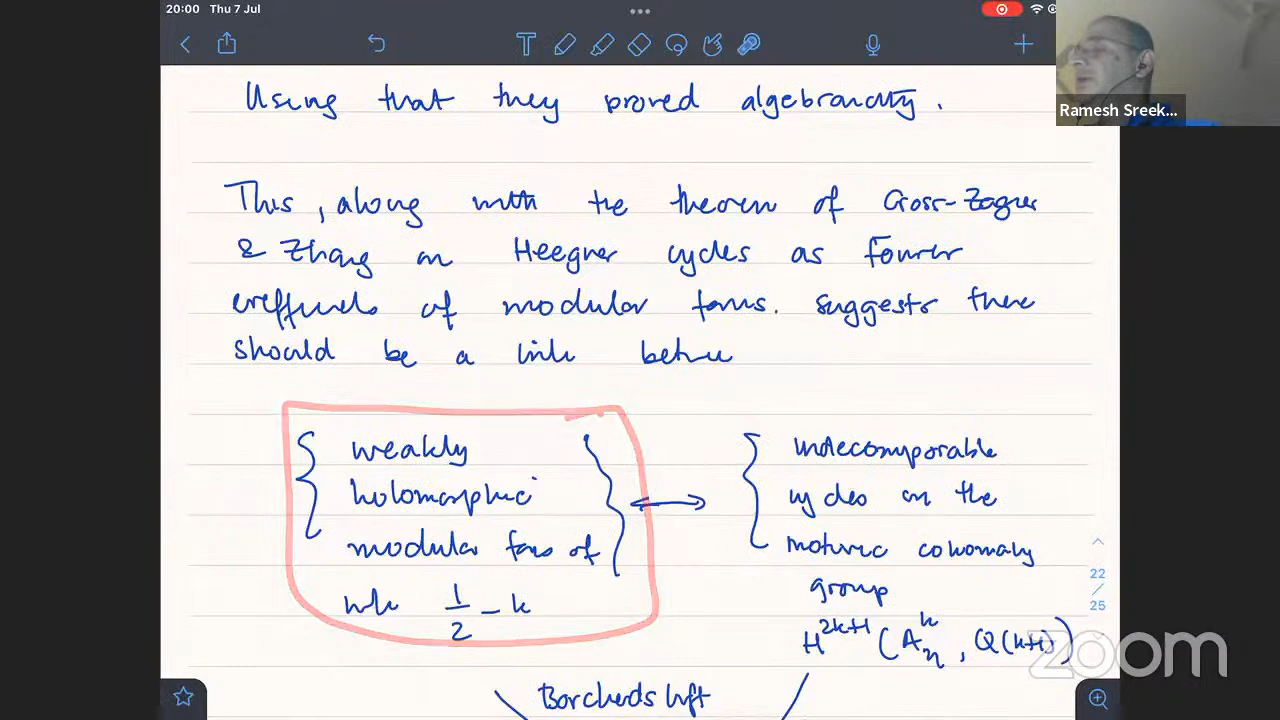 20:00 Thu 7 Jul
Ramesh Sreek...
Using that they proved algebraicity.
This, along with the theorem of Gross-Zagier
& Zhang on Heegner cycles as Fourier
coefficients of modular forms. suggests there
should be a link between
{ weakly
holomorphic
modular forms of
wt 1/2 - k }
↔
{ indecomposable
cycles in the
motivic cohomology
group
H^{2k+1} (A_η^k, Q(k+1))
Borcherds lift
22
/
25
zoom